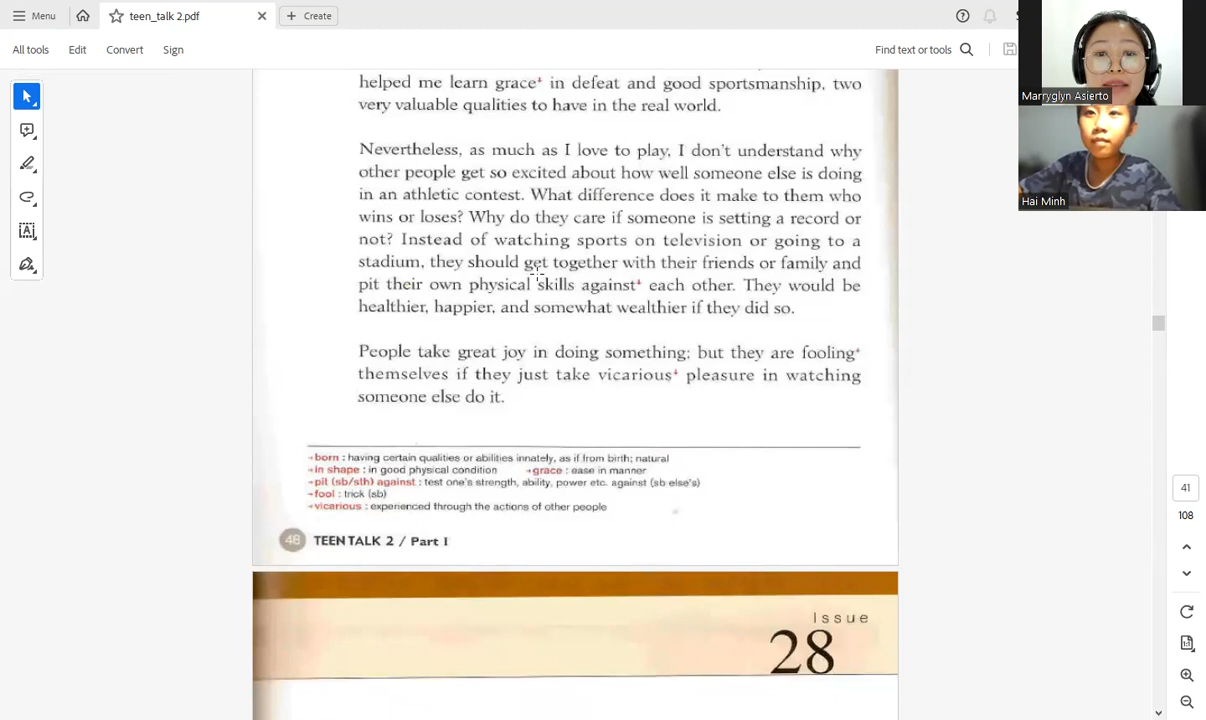 Menu
teen_talk 2.pdf
Create
All tools
Edit
Convert
Sign
Find text or tools
Marryglyn Asierto
Hai Minh
helped me learn grace in defeat and good sportsmanship, two
very valuable qualities to have in the real world.
Nevertheless, as much as I love to play, I don't understand why
other people get so excited about how well someone else is doing
in an athletic contest. What difference does it make to them who
wins or loses? Why do they care if someone is setting a record or
not? Instead of watching sports on television or going to a
stadium, they should get together with their friends or family and
pit their own physical skills against each other. They would be
healthier, happier, and somewhat wealthier if they did so.
People take great joy in doing something; but they are fooling
themselves if they just take vicarious pleasure in watching
someone else do it.
born : having certain qualities or abilities innately, as if from birth; natural
in shape : in good physical condition grace : ease in manner
pit (sb/sth) against : test one's strength, ability, power etc. against (sb else's)
fool : trick (sb)
vicarious : experienced through the actions of other people
48 TEEN TALK 2 / Part I
Issue
28
41
108